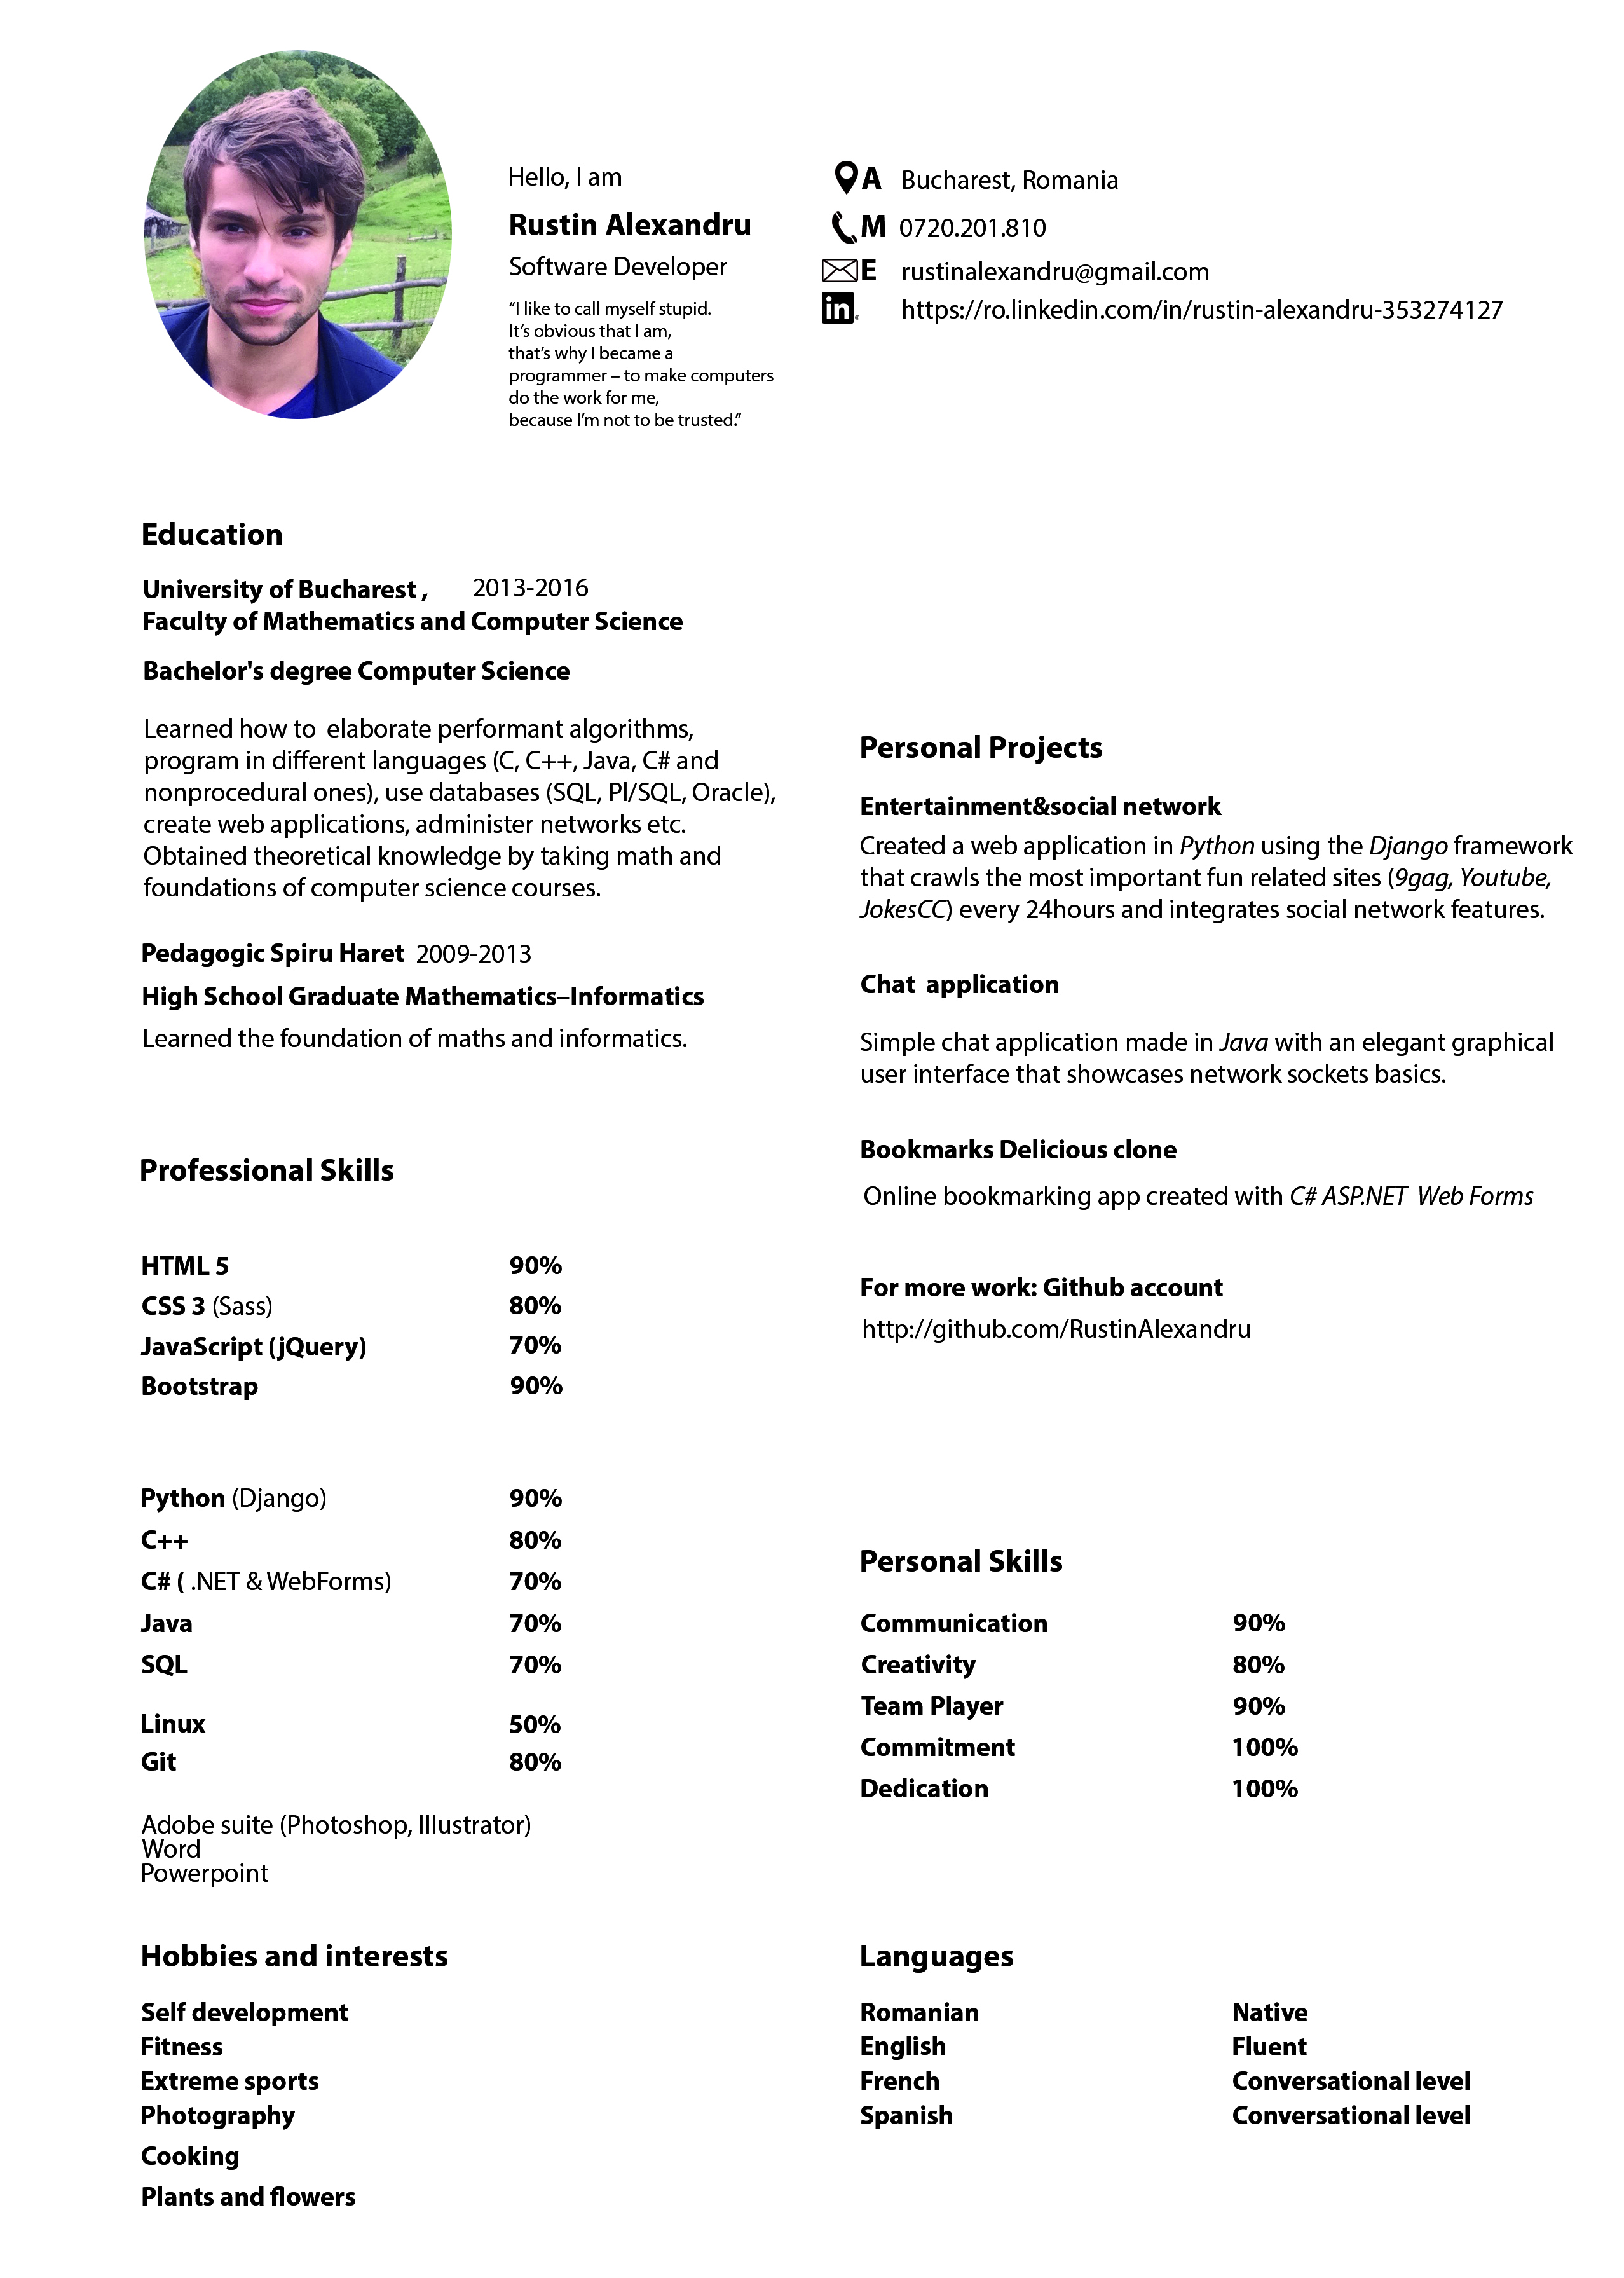 Hello, I am
Rustin Alexandru
Software Developer
“I like to call myself stupid.
It’s obvious that I am,
that’s why I became a
programmer – to make computers
do the work for me,
because I’m not to be trusted.”
A Bucharest, Romania
M 0720.201.810
E rustinalexandru@gmail.com
in https://ro.linkedin.com/in/rustin-alexandru-353274127
Education
University of Bucharest , 2013-2016
Faculty of Mathematics and Computer Science
Bachelor's degree Computer Science
Learned how to elaborate performant algorithms,
program in different languages (C, C++, Java, C# and
nonprocedural ones), use databases (SQL, Pl/SQL, Oracle),
create web applications, administer networks etc.
Obtained theoretical knowledge by taking math and
foundations of computer science courses.
Pedagogic Spiru Haret 2009-2013
High School Graduate Mathematics–Informatics
Learned the foundation of maths and informatics.
Professional Skills
HTML 5 90%
CSS 3 (Sass) 80%
JavaScript (jQuery) 70%
Bootstrap 90%
Python (Django) 90%
C++ 80%
C# ( .NET & WebForms) 70%
Java 70%
SQL 70%
Linux 50%
Git 80%
Adobe suite (Photoshop, Illustrator)
Word
Powerpoint
Hobbies and interests
Self development
Fitness
Extreme sports
Photography
Cooking
Plants and flowers
Personal Projects
Entertainment&social network
Created a web application in Python using the Django framework
that crawls the most important fun related sites (9gag, Youtube,
JokesCC) every 24hours and integrates social network features.
Chat application
Simple chat application made in Java with an elegant graphical
user interface that showcases network sockets basics.
Bookmarks Delicious clone
Online bookmarking app created with C# ASP.NET Web Forms
For more work: Github account
http://github.com/RustinAlexandru
Personal Skills
Communication 90%
Creativity 80%
Team Player 90%
Commitment 100%
Dedication 100%
Languages
Romanian Native
English Fluent
French Conversational level
Spanish Conversational level